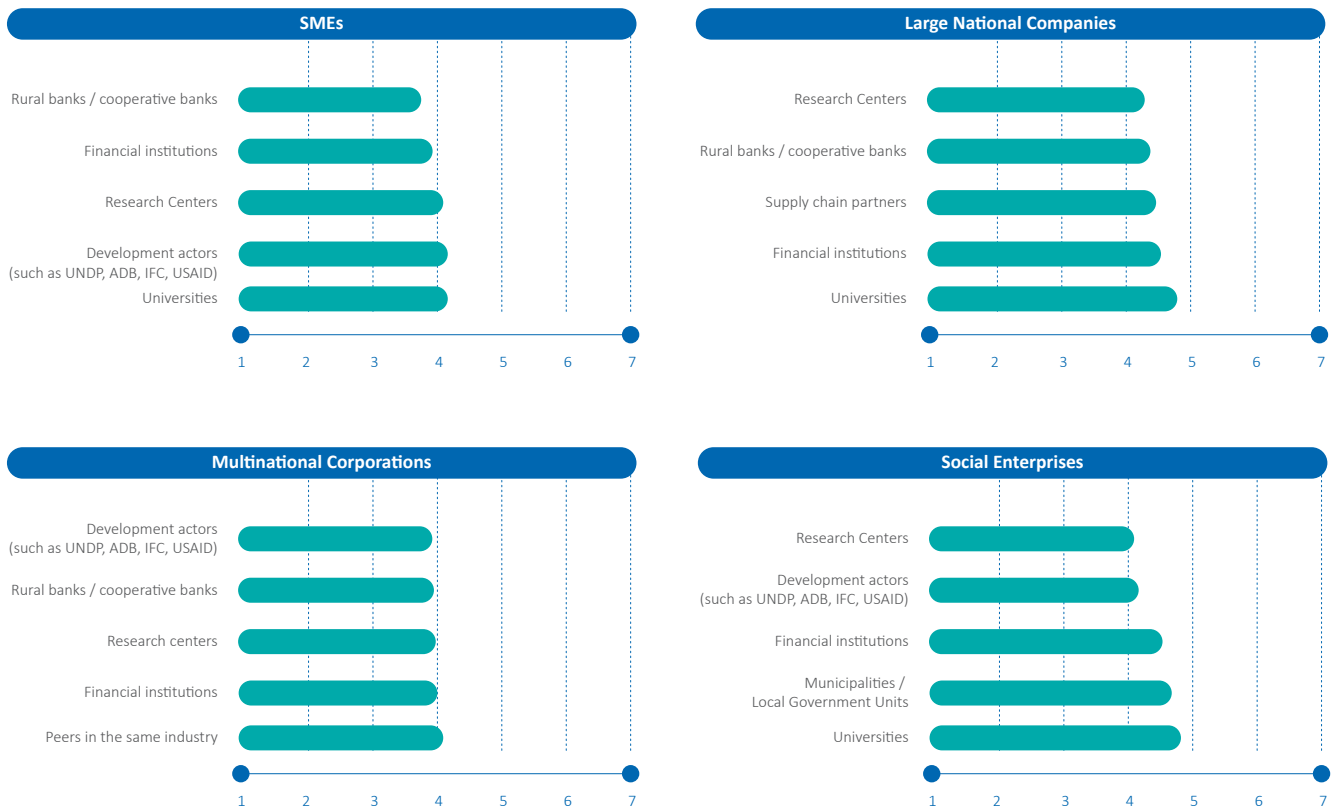 SMEs
Rural banks / cooperative banks
Financial institutions
Research Centers
Development actors
(such as UNDP, ADB, IFC, USAID)
Universities
1 2 3 4 5 6 7
Large National Companies
Research Centers
Rural banks / cooperative banks
Supply chain partners
Financial institutions
Universities
1 2 3 4 5 6 7
Multinational Corporations
Development actors
(such as UNDP, ADB, IFC, USAID)
Rural banks / cooperative banks
Research centers
Financial institutions
Peers in the same industry
1 2 3 4 5 6 7
Social Enterprises
Research Centers
Development actors
(such as UNDP, ADB, IFC, USAID)
Financial institutions
Municipalities /
Local Government Units
Universities
1 2 3 4 5 6 7